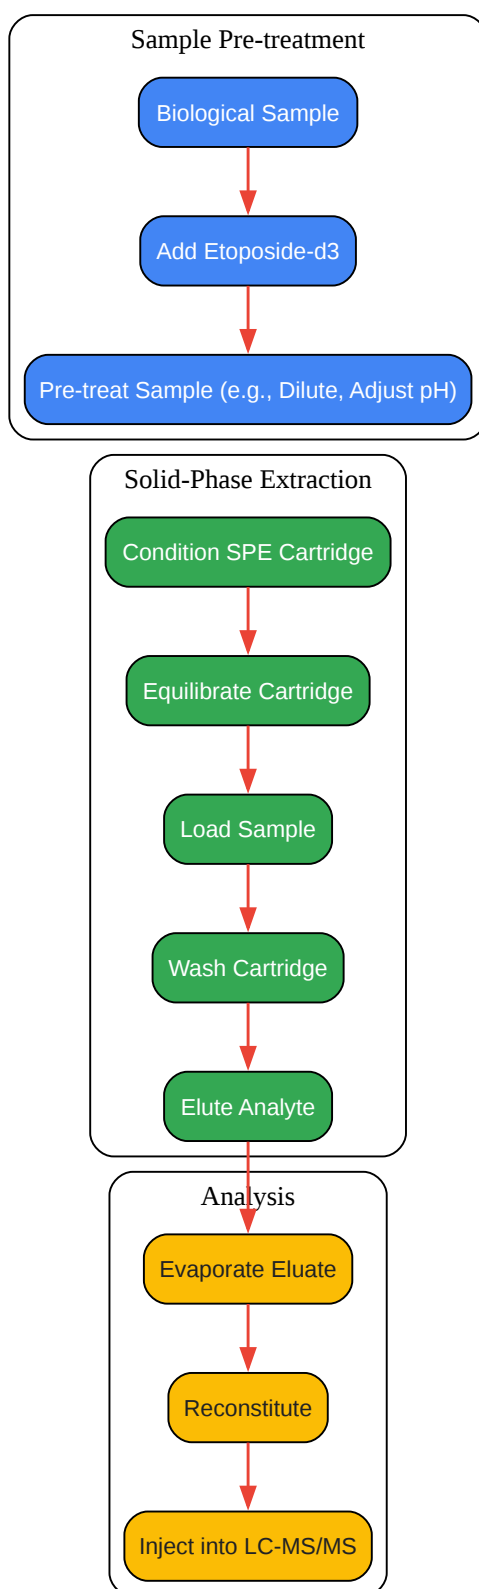 Sample Pre-treatment
Biological Sample
Add Etoposide-d3
Pre-treat Sample (e.g., Dilute, Adjust pH)
Solid-Phase Extraction
Condition SPE Cartridge
Equilibrate Cartridge
Load Sample
Wash Cartridge
Elute Analyte
Analysis
Evaporate Eluate
Reconstitute
Inject into LC-MS/MS